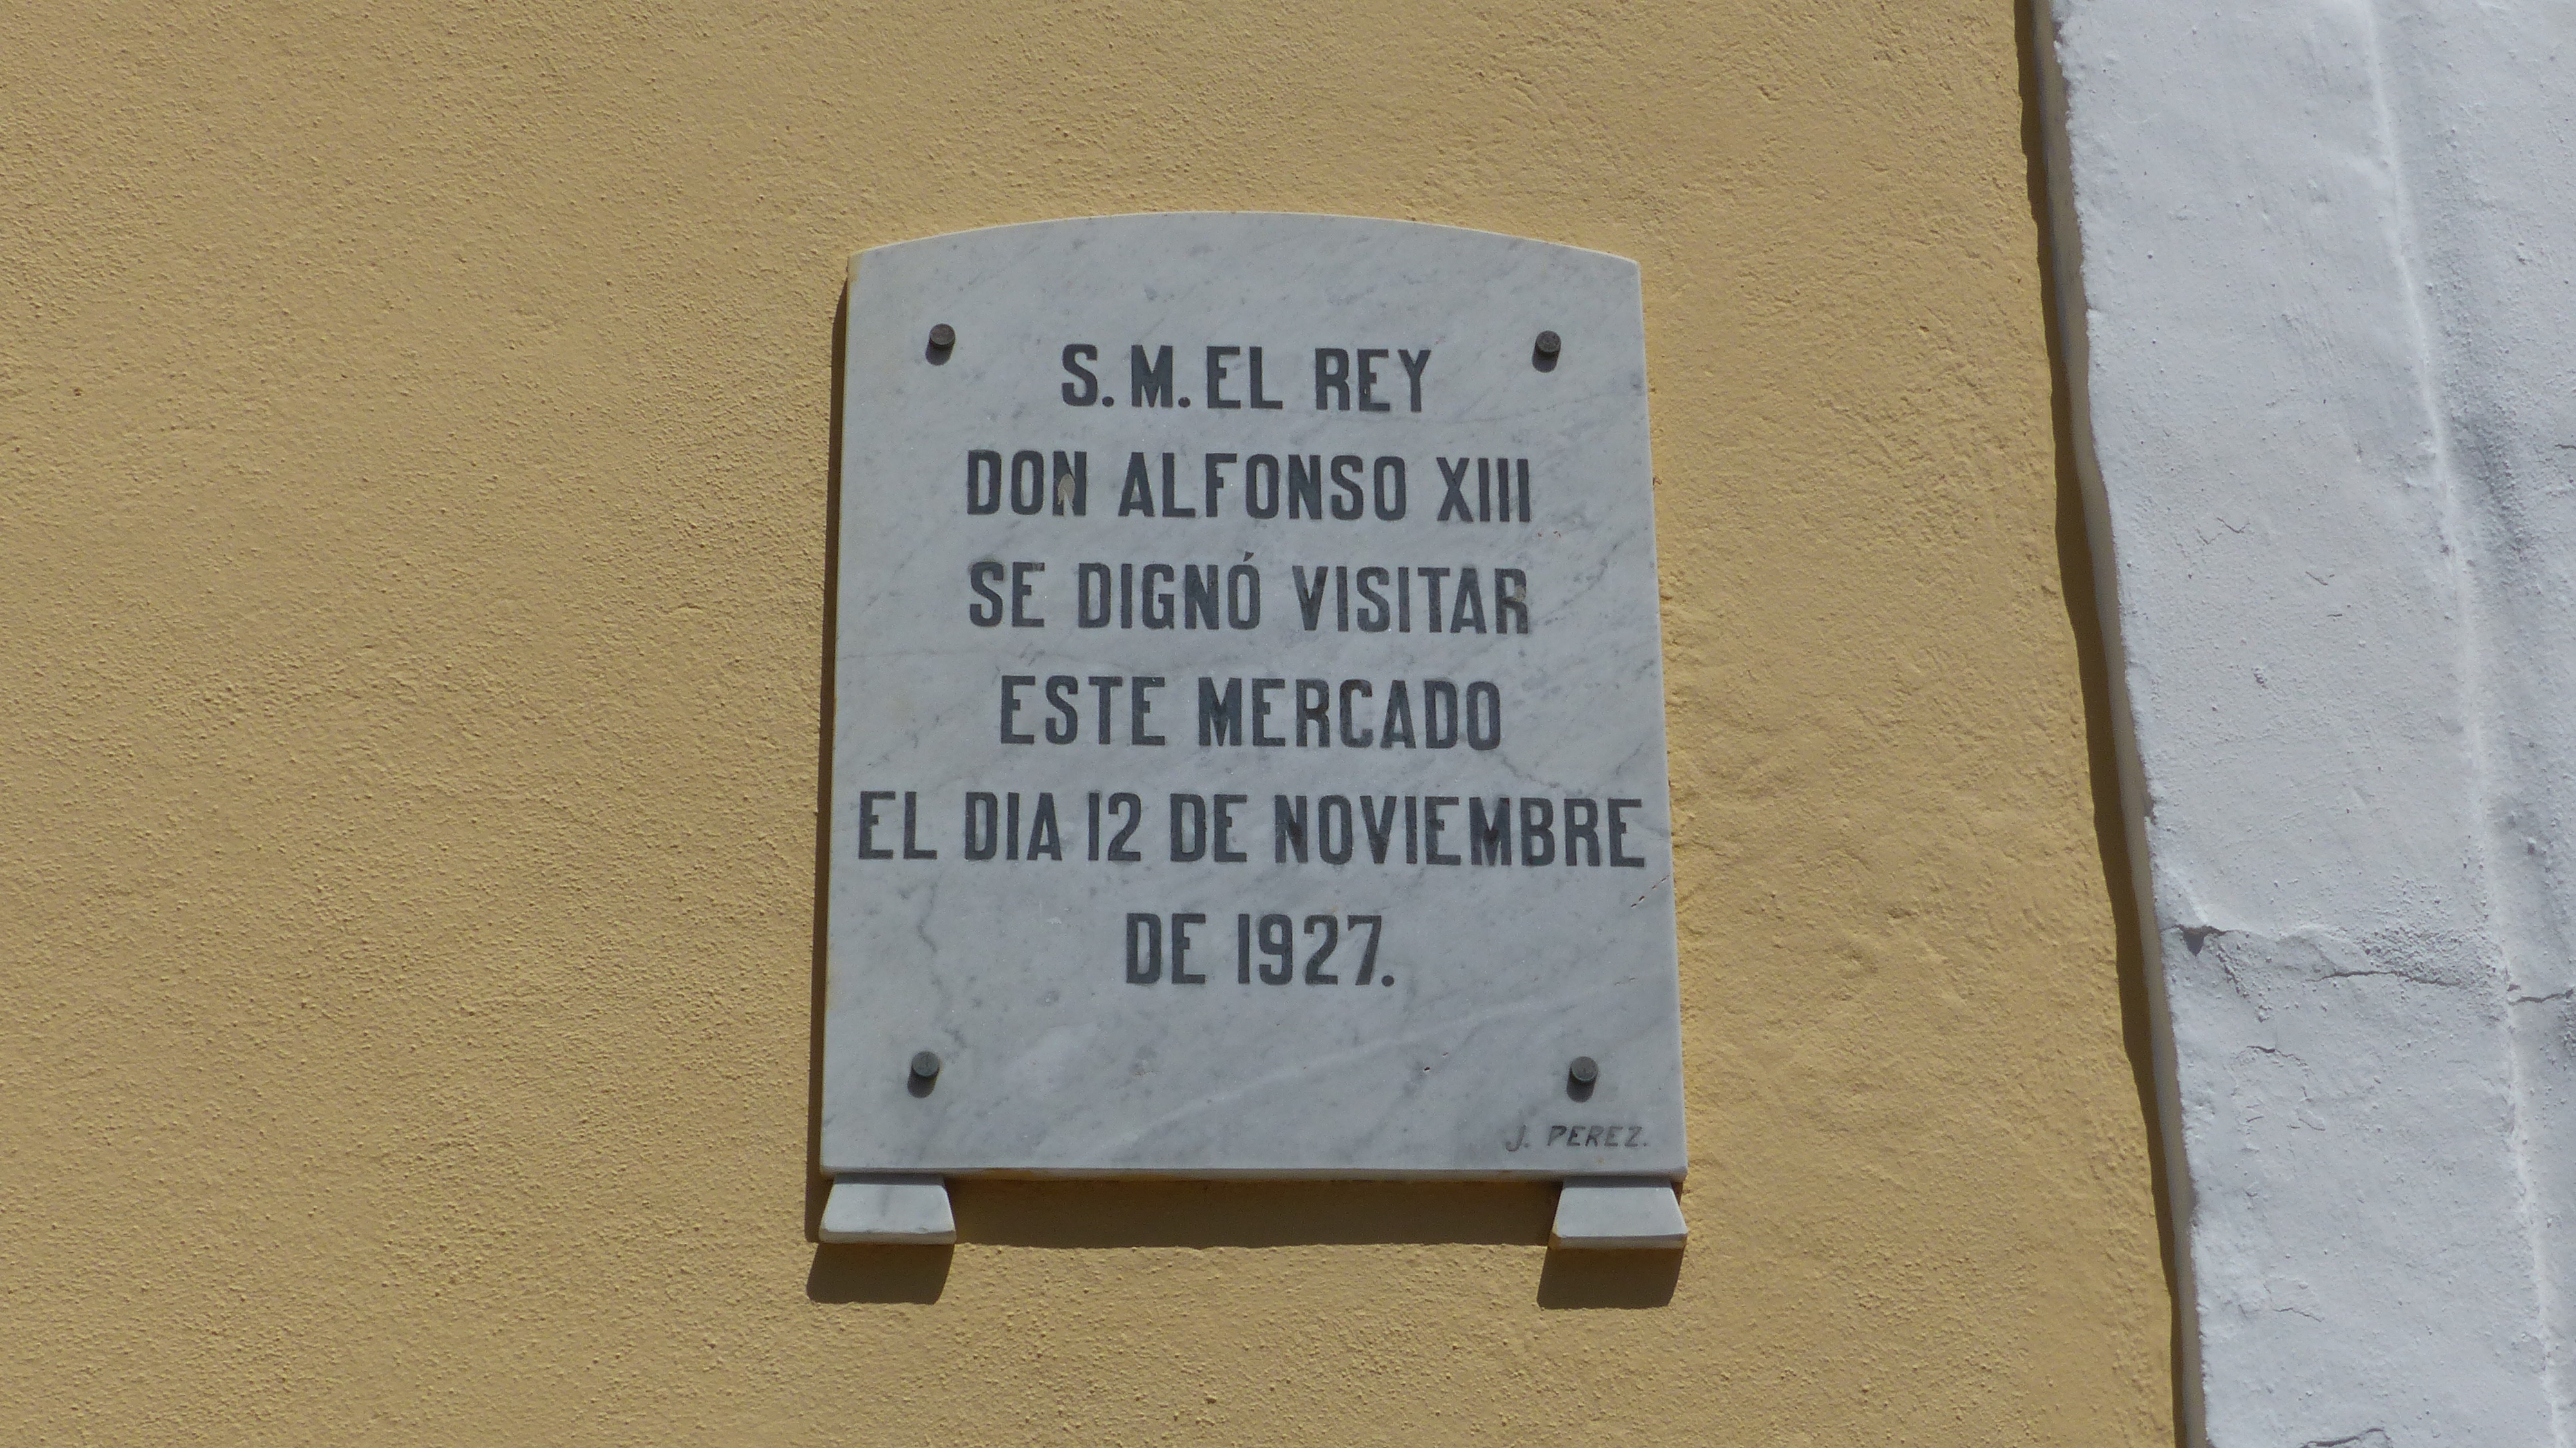 S. M. EL REY
DON ALFONSO XIII
SE DIGNÓ VISITAR
ESTE MERCADO
EL DIA 12 DE NOVIEMBRE
DE 1927.
J. PEREZ.